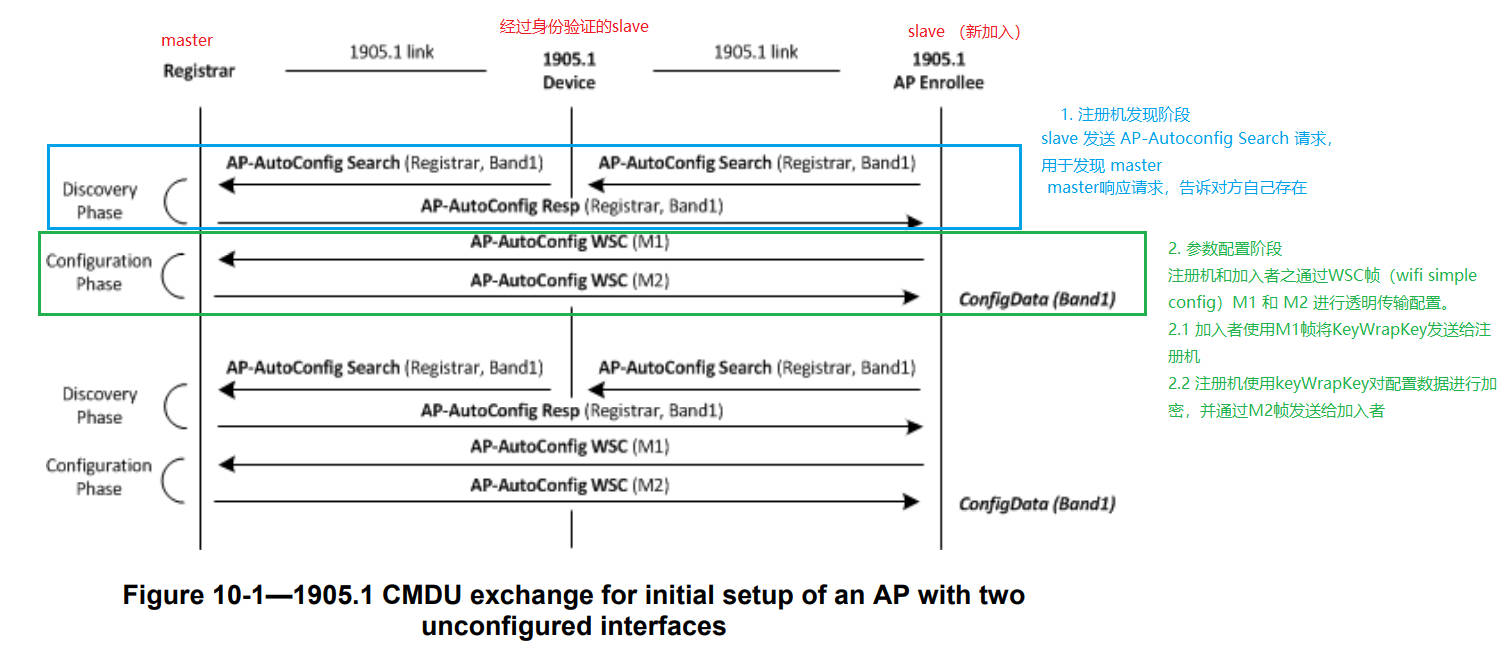 master
经过身份验证的slave
slave （新加入）
Registrar
1905.1 link
1905.1
Device
1905.1 link
1905.1
AP Enrollee
1. 注册机发现阶段
slave 发送 AP-Autoconfig Search 请求，
用于发现 master
master响应请求，告诉对方自己存在
Discovery
Phase
AP-AutoConfig Search (Registrar, Band1)
AP-AutoConfig Search (Registrar, Band1)
AP-AutoConfig Resp (Registrar, Band1)
Configuration
Phase
AP-AutoConfig WSC (M1)
AP-AutoConfig WSC (M2)
ConfigData (Band1)
2. 参数配置阶段
注册机和加入者之通过WSC帧（wifi simple
config）M1 和 M2 进行透明传输配置。
2.1 加入者使用M1帧将KeyWrapKey发送给注
册机
2.2 注册机使用keyWrapKey对配置数据进行加
密，并通过M2帧发送给加入者
Discovery
Phase
AP-AutoConfig Search (Registrar, Band1)
AP-AutoConfig Search (Registrar, Band1)
AP-AutoConfig Resp (Registrar, Band1)
Configuration
Phase
AP-AutoConfig WSC (M1)
AP-AutoConfig WSC (M2)
ConfigData (Band1)
Figure 10-1—1905.1 CMDU exchange for initial setup of an AP with two
unconfigured interfaces